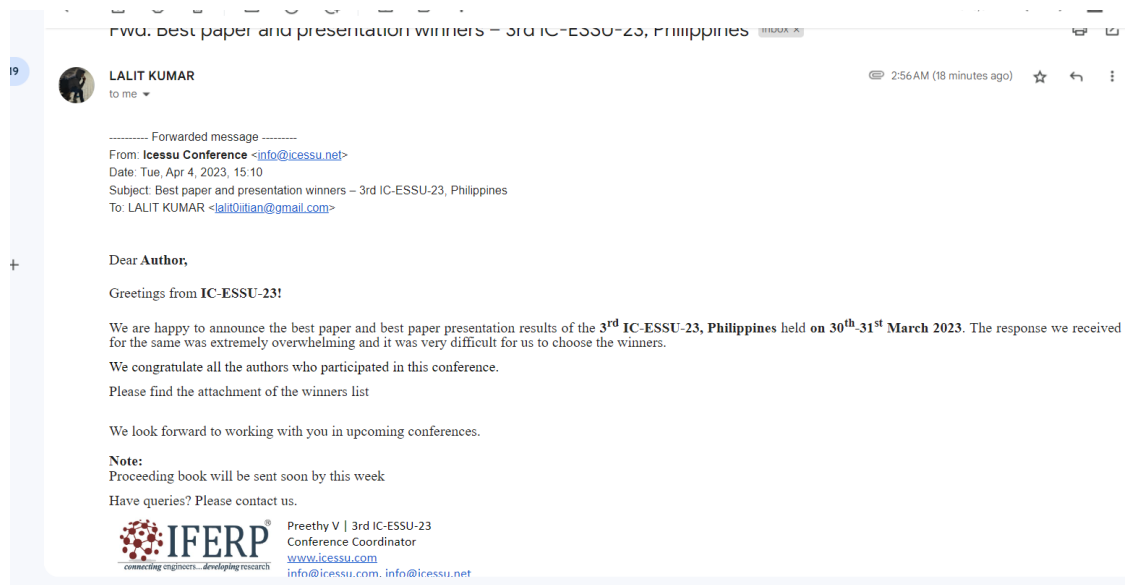 Fwd: Best paper and presentation winners – 3rd IC-ESSU-23, Philippines Inbox x
19
LALIT KUMAR
2:56 AM (18 minutes ago)
to me
---------- Forwarded message ---------
From: Icessu Conference <info@icessu.net>
Date: Tue, Apr 4, 2023, 15:10
Subject: Best paper and presentation winners – 3rd IC-ESSU-23, Philippines
To: LALIT KUMAR <lalit0iitian@gmail.com>
Dear Author,
Greetings from IC-ESSU-23!
We are happy to announce the best paper and best paper presentation results of the 3rd IC-ESSU-23, Philippines held on 30th-31st March 2023. The response we received
for the same was extremely overwhelming and it was very difficult for us to choose the winners.
We congratulate all the authors who participated in this conference.
Please find the attachment of the winners list
We look forward to working with you in upcoming conferences.
Note:
Proceeding book will be sent soon by this week
Have queries? Please contact us.
IFERP®
connecting engineers...developing research
Preethy V | 3rd IC-ESSU-23
Conference Coordinator
www.icessu.com
info@icessu.com, info@icessu.net